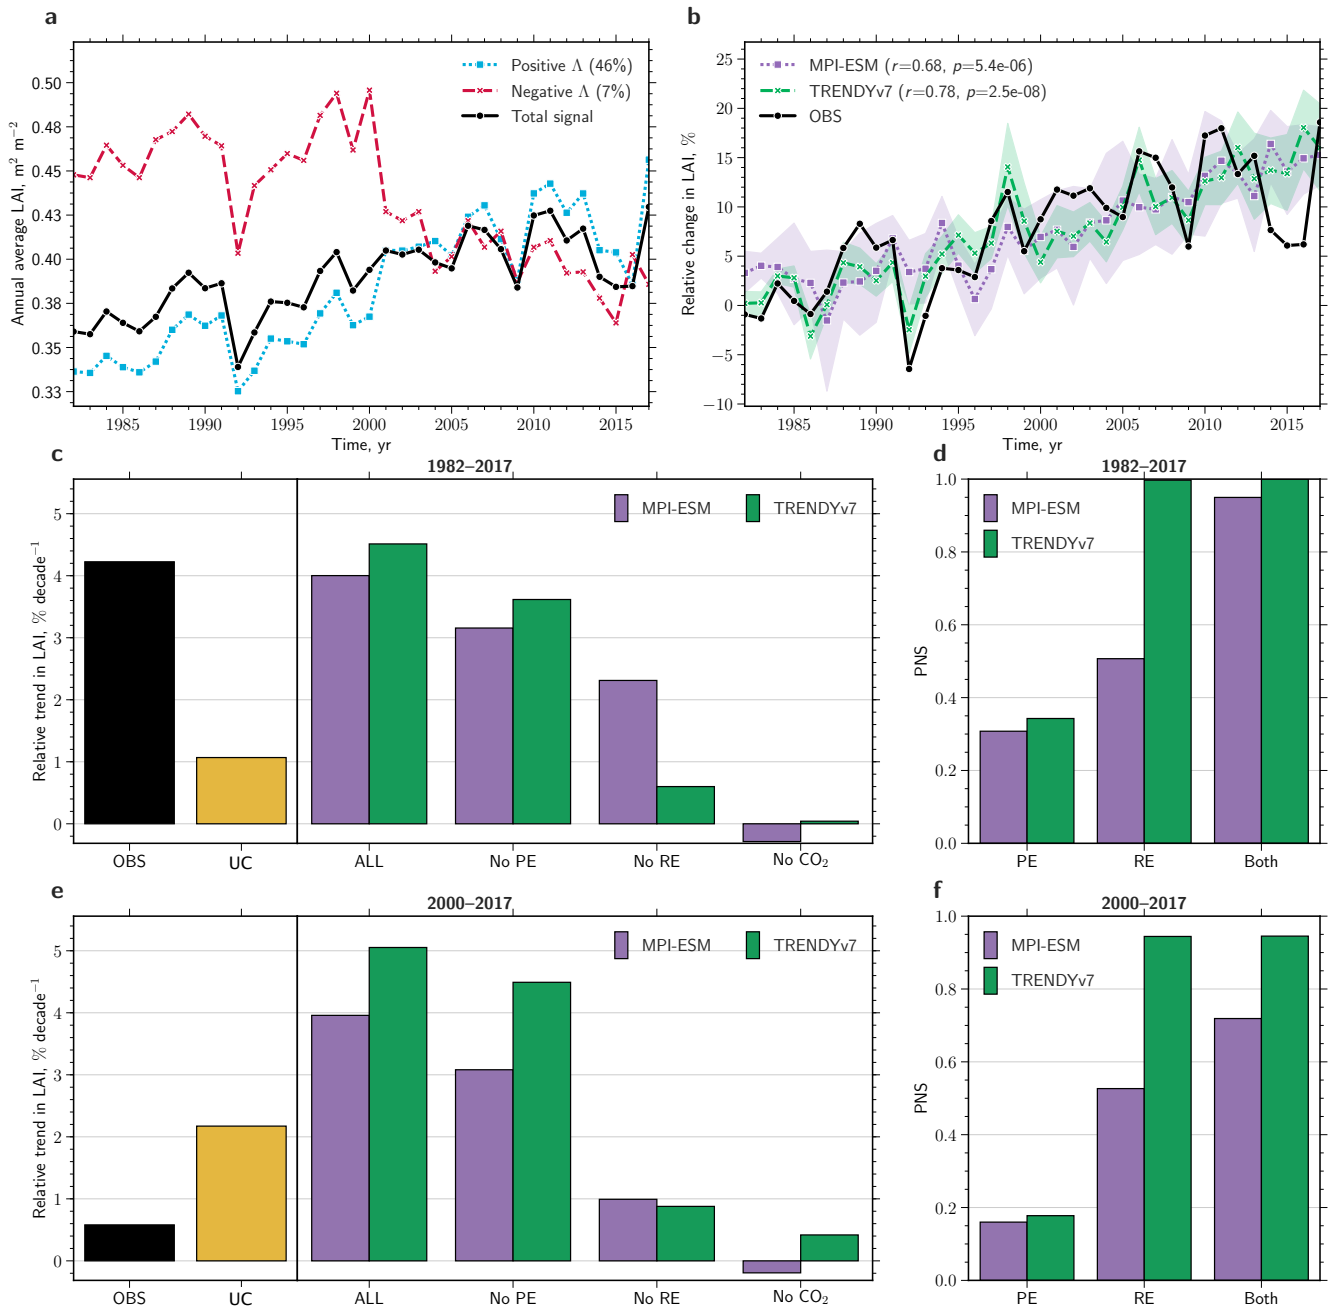 a
Annual average LAI, m² m⁻²
0.50
0.48
0.45
0.43
0.40
0.38
0.35
0.33
Positive Λ (46%)
Negative Λ (7%)
Total signal
1985 1990 1995 2000 2005 2010 2015
Time, yr
b
Relative change in LAI, %
25
20
15
10
5
0
−5
−10
MPI-ESM (r=0.68, p=5.4e-06)
TRENDYv7 (r=0.78, p=2.5e-08)
OBS
1985 1990 1995 2000 2005 2010 2015
Time, yr
c
1982–2017
Relative trend in LAI, % decade⁻¹
5
4
3
2
1
0
MPI-ESM TRENDYv7
OBS UC ALL No PE No RE No CO₂
d
1982–2017
PNS
1.0
0.8
0.6
0.4
0.2
0.0
MPI-ESM
TRENDYv7
PE RE Both
e
2000–2017
Relative trend in LAI, % decade⁻¹
5
4
3
2
1
0
MPI-ESM TRENDYv7
OBS UC ALL No PE No RE No CO₂
f
2000–2017
PNS
1.0
0.8
0.6
0.4
0.2
0.0
MPI-ESM
TRENDYv7
PE RE Both